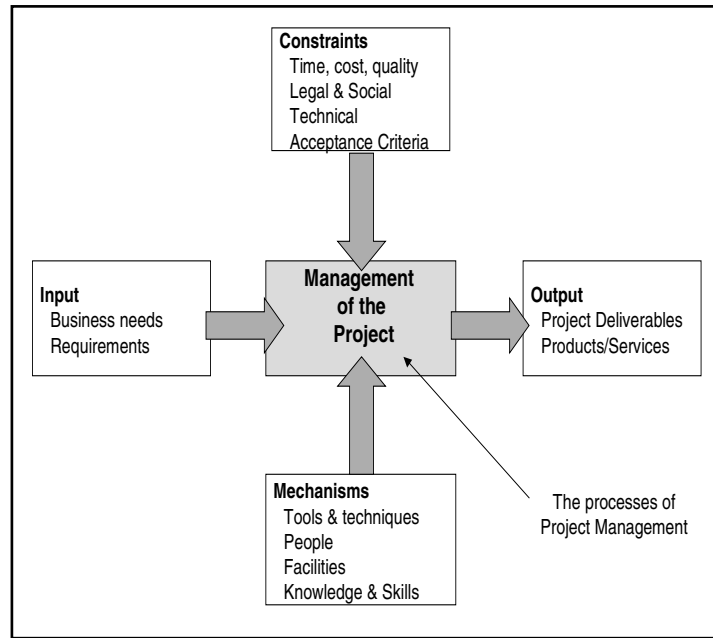 Constraints
Time, cost, quality
Legal & Social
Technical
Acceptance Criteria
Input
Business needs
Requirements
Management
of the
Project
Output
Project Deliverables
Products/Services
Mechanisms
Tools & techniques
People
Facilities
Knowledge & Skills
The processes of
Project Management